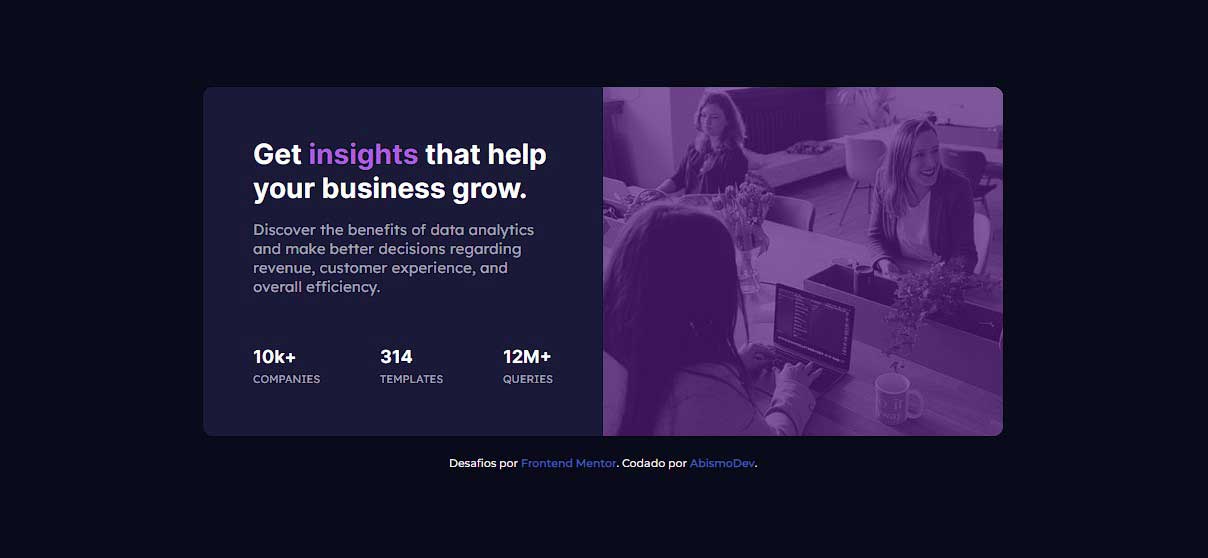 Get insights that help
your business grow.
Discover the benefits of data analytics
and make better decisions regarding
revenue, customer experience, and
overall efficiency.
10k+ 314 12M+
COMPANIES TEMPLATES QUERIES
Desafios por Frontend Mentor. Codado por AbismoDev.